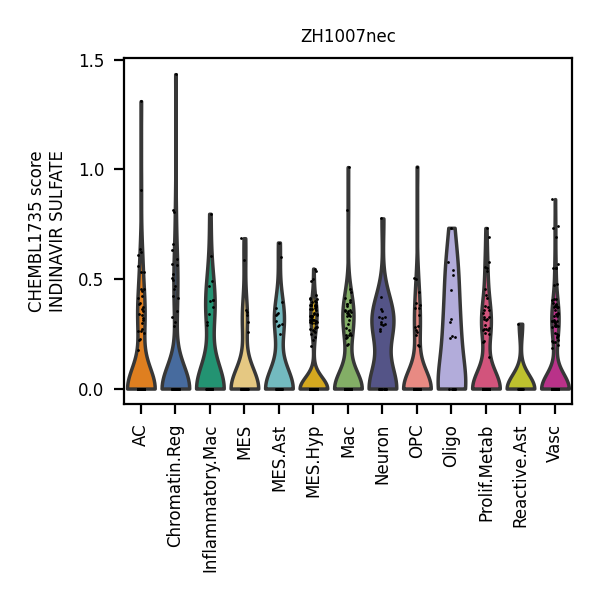 ZH1007nec
CHEMBL1735 score
INDINAVIR SULFATE
1.5
1.0
0.5
0.0
AC
Chromatin.Reg
Inflammatory.Mac
MES
MES.Ast
MES.Hyp
Mac
Neuron
OPC
Oligo
Prolif.Metab
Reactive.Ast
Vasc